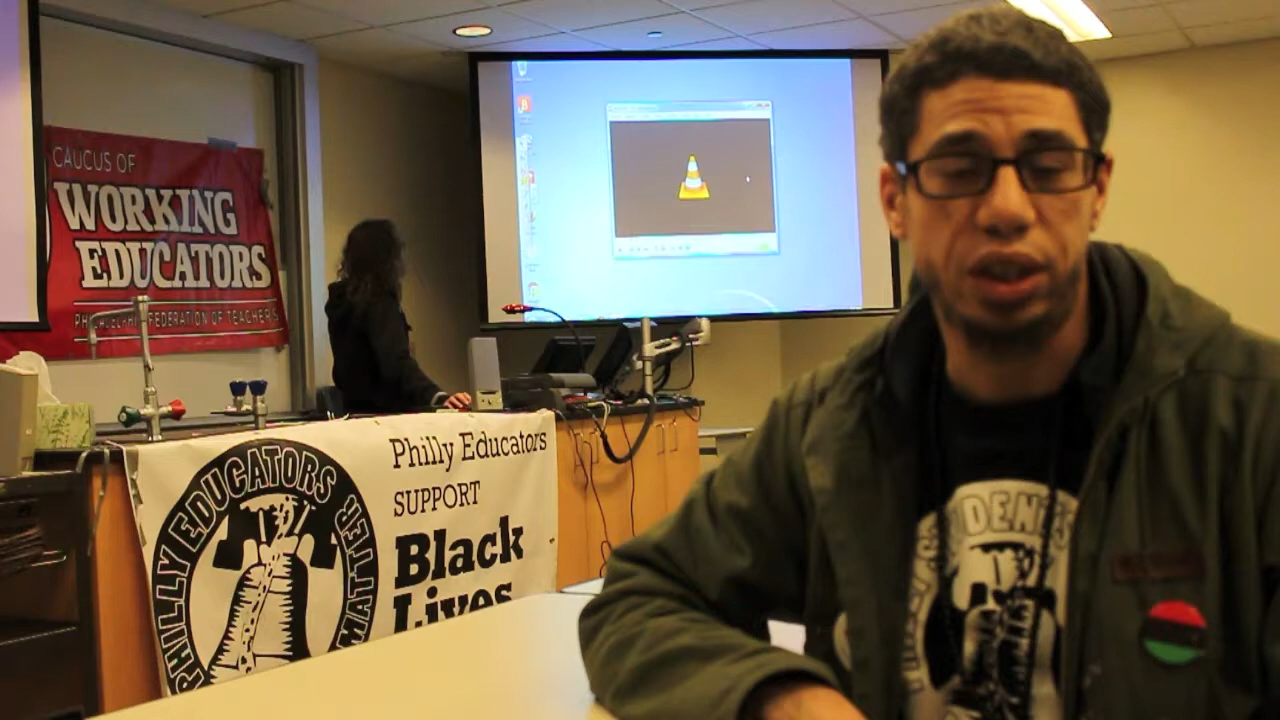 CAUCUS OF
WORKING
EDUCATORS
PHILADELPHIA FEDERATION OF TEACHERS
PHILLY EDUCATORS
MATTER
Philly Educators
SUPPORT
Black
Lives